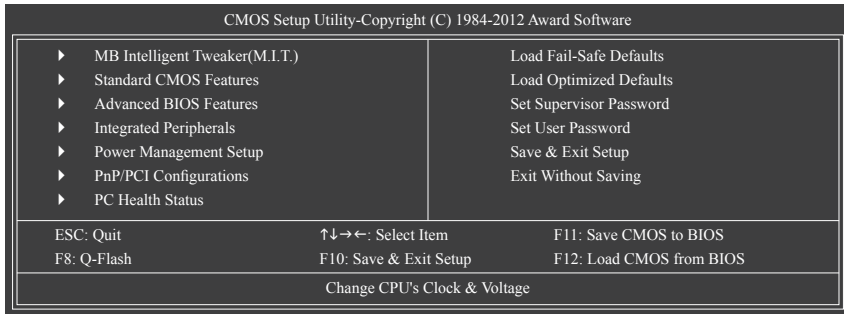 CMOS Setup Utility-Copyright (C) 1984-2012 Award Software
MB Intelligent Tweaker(M.I.T.)
Standard CMOS Features
Advanced BIOS Features
Integrated Peripherals
Power Management Setup
PnP/PCI Configurations
PC Health Status
Load Fail-Safe Defaults
Load Optimized Defaults
Set Supervisor Password
Set User Password
Save & Exit Setup
Exit Without Saving
ESC: Quit ↑↓→←: Select Item F11: Save CMOS to BIOS
F8: Q-Flash F10: Save & Exit Setup F12: Load CMOS from BIOS
Change CPU's Clock & Voltage